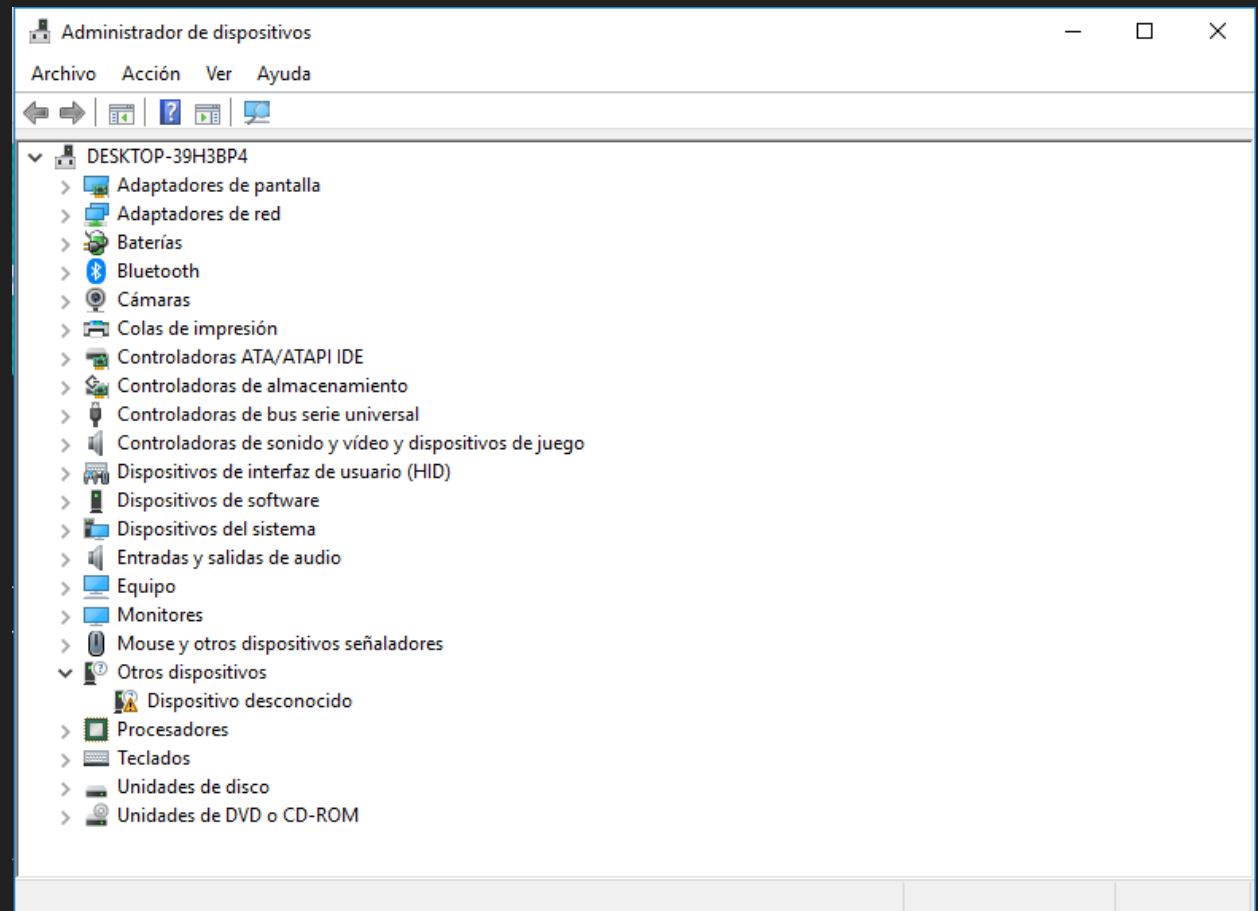 Administrador de dispositivos
Archivo Acción Ver Ayuda
DESKTOP-39H3BP4
Adaptadores de pantalla
Adaptadores de red
Baterías
Bluetooth
Cámaras
Colas de impresión
Controladoras ATA/ATAPI IDE
Controladoras de almacenamiento
Controladoras de bus serie universal
Controladoras de sonido y vídeo y dispositivos de juego
Dispositivos de interfaz de usuario (HID)
Dispositivos de software
Dispositivos del sistema
Entradas y salidas de audio
Equipo
Monitores
Mouse y otros dispositivos señaladores
Otros dispositivos
Dispositivo desconocido
Procesadores
Teclados
Unidades de disco
Unidades de DVD o CD-ROM